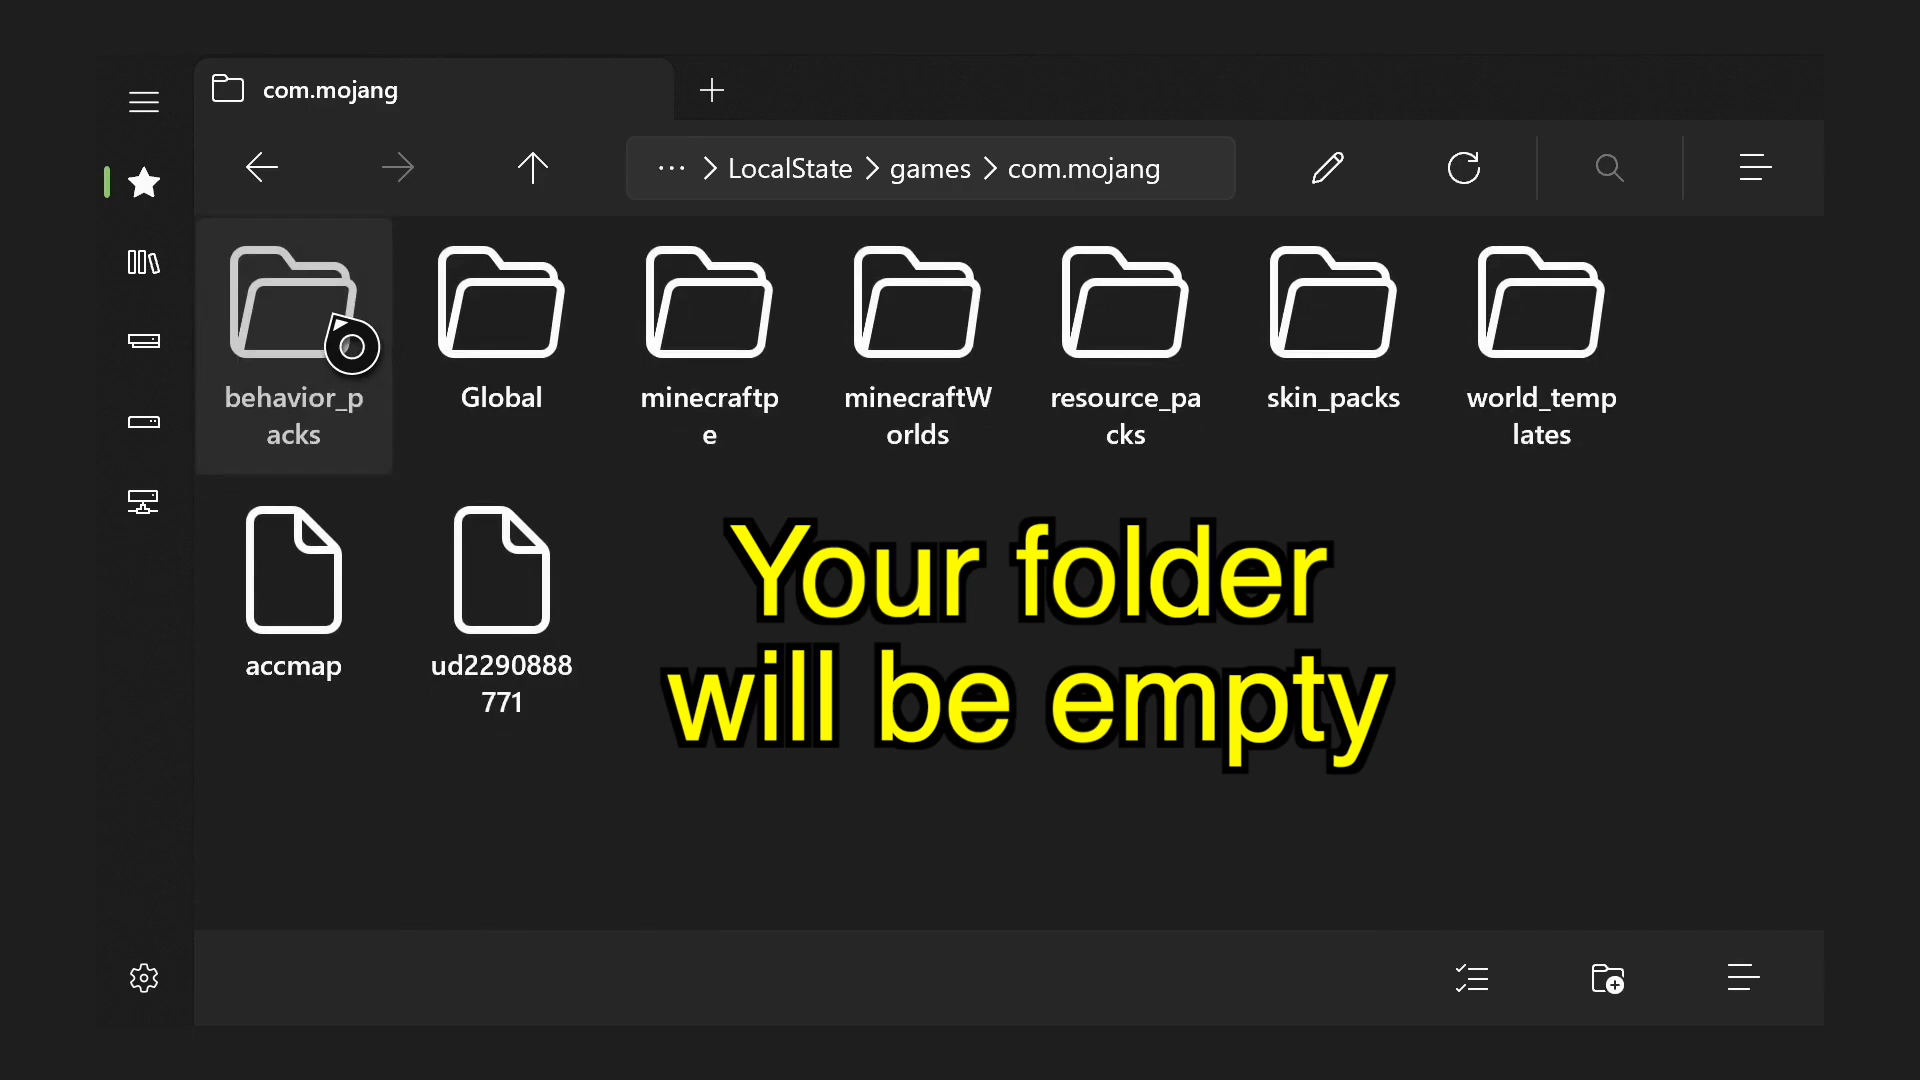 com.mojang
··· > LocalState > games > com.mojang
behavior_p
acks
Global
minecraftp
e
minecraftW
orlds
resource_pa
cks
skin_packs
world_temp
lates
accmap
ud2290888
771
Your folder
will be empty